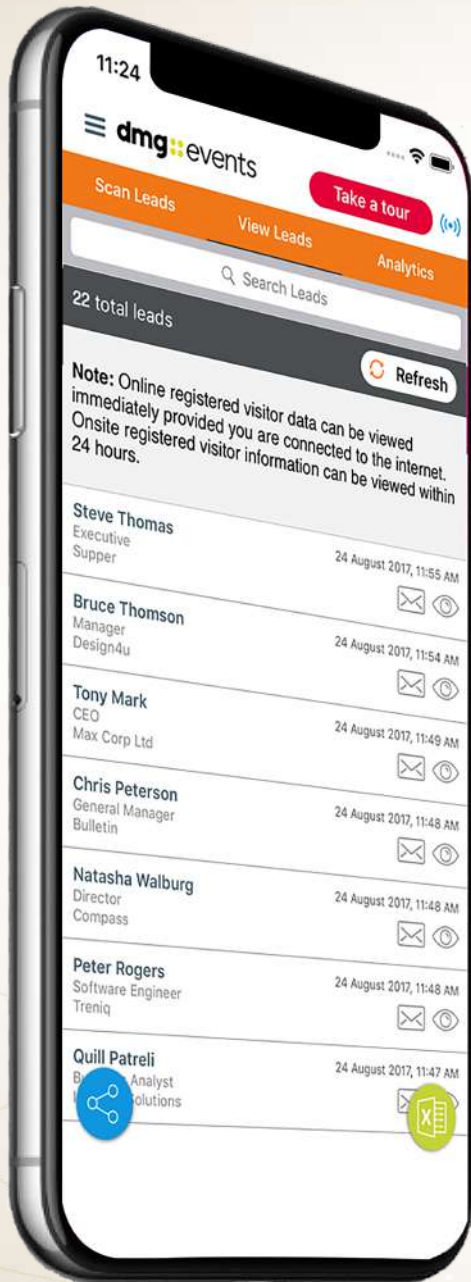 11:24
dmg::events
Take a tour
Scan Leads
View Leads
Analytics
Search Leads
22 total leads
Refresh
Note: Online registered visitor data can be viewed
immediately provided you are connected to the internet.
Onsite registered visitor information can be viewed within
24 hours.
Steve Thomas
Executive
Supper
24 August 2017, 11:55 AM
Bruce Thomson
Manager
Design4u
24 August 2017, 11:54 AM
Tony Mark
CEO
Max Corp Ltd
24 August 2017, 11:49 AM
Chris Peterson
General Manager
Bulletin
24 August 2017, 11:48 AM
Natasha Walburg
Director
Compass
24 August 2017, 11:48 AM
Peter Rogers
Software Engineer
Treniq
24 August 2017, 11:48 AM
Quill Patreli
Analyst
Solutions
24 August 2017, 11:47 AM